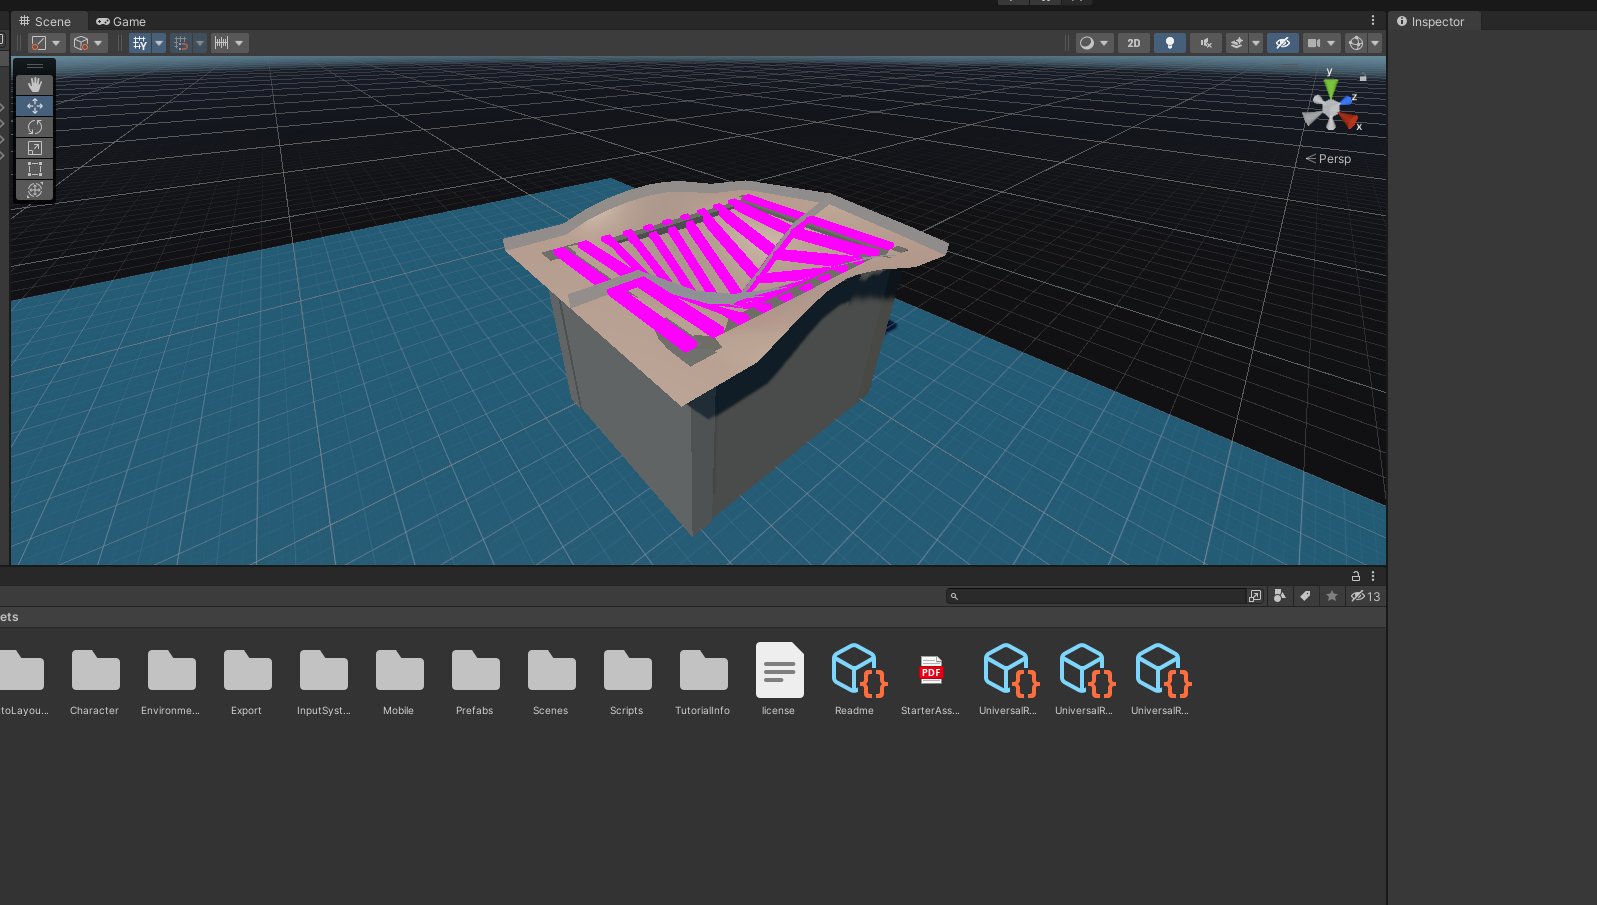 Scene
Game
Inspector
2D
y
z
x
Persp
13
ets
toLayou...
Character
Environme...
Export
InputSyst...
Mobile
Prefabs
Scenes
Scripts
TutorialInfo
license
Readme
PDF
StarterAss...
UniversalR...
UniversalR...
UniversalR...